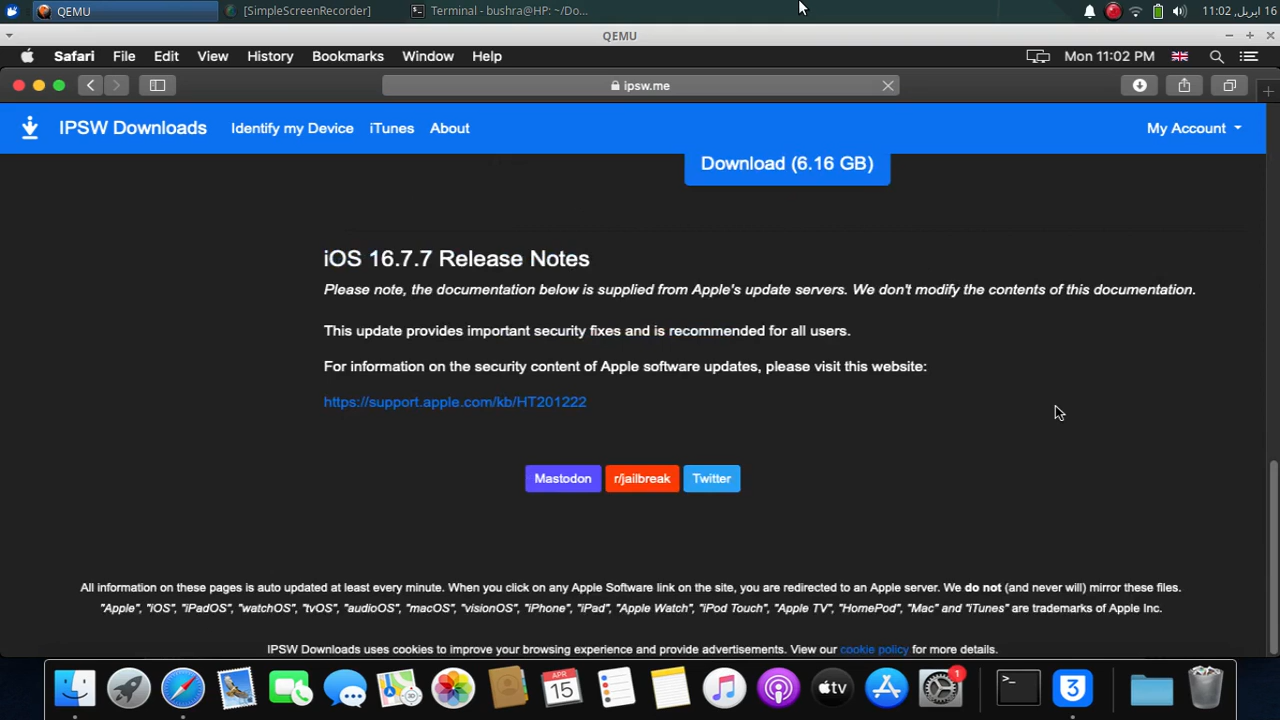 QEMU
[SimpleScreenRecorder]
Terminal - bushra@HP: ~/Do...
16 ابريل, 11:02
QEMU
Safari File Edit View History Bookmarks Window Help
Mon 11:02 PM
ipsw.me
IPSW Downloads Identify my Device iTunes About
My Account
Download (6.16 GB)
iOS 16.7.7 Release Notes
Please note, the documentation below is supplied from Apple's update servers. We don't modify the contents of this documentation.
This update provides important security fixes and is recommended for all users.
For information on the security content of Apple software updates, please visit this website:
https://support.apple.com/kb/HT201222
Mastodon r/jailbreak Twitter
All information on these pages is auto updated at least every minute. When you click on any Apple Software link on the site, you are redirected to an Apple server. We do not (and never will) mirror these files.
"Apple", "iOS", "iPadOS", "watchOS", "tvOS", "audioOS", "macOS", "visionOS", "iPhone", "iPad", "Apple Watch", "iPod Touch", "Apple TV", "HomePod", "Mac" and "iTunes" are trademarks of Apple Inc.
IPSW Downloads uses cookies to improve your browsing experience and provide advertisements. View our cookie policy for more details.
APR
15
tv
1
>_
3